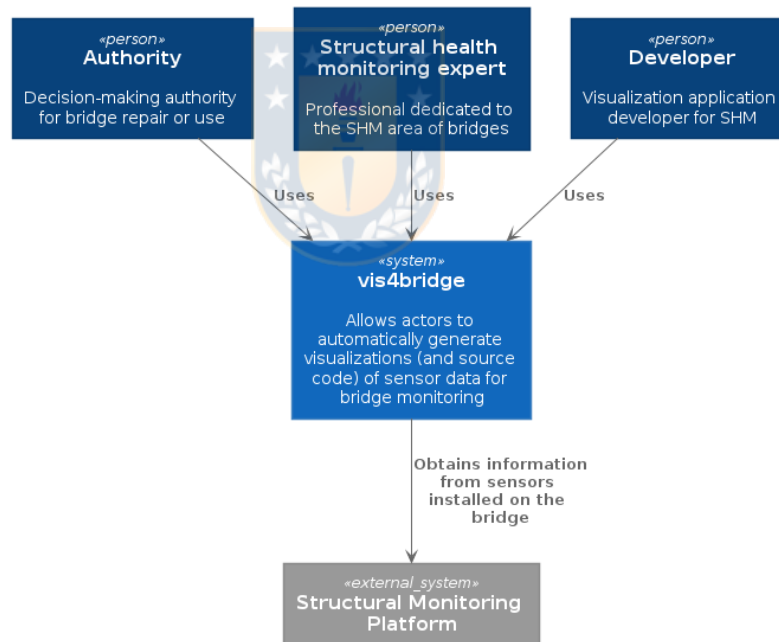 «person»
Authority
Decision-making authority
for bridge repair or use
«person»
Structural health
monitoring expert
Professional dedicated to
the SHM area of bridges
«person»
Developer
Visualization application
developer for SHM
Uses
Uses
Uses
«system»
vis4bridge
Allows actors to
automatically generate
visualizations (and source
code) of sensor data for
bridge monitoring
Obtains information
from sensors
installed on the
bridge
«external_system»
Structural Monitoring
Platform